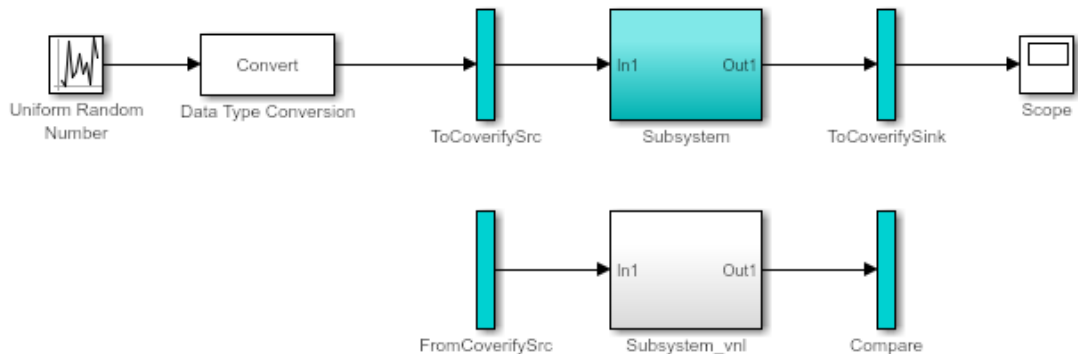 Convert
In1
Out1
Uniform Random
Number
Data Type Conversion
ToCoverifySrc
Subsystem
ToCoverifySink
Scope
In1
Out1
FromCoverifySrc
Subsystem_vnl
Compare